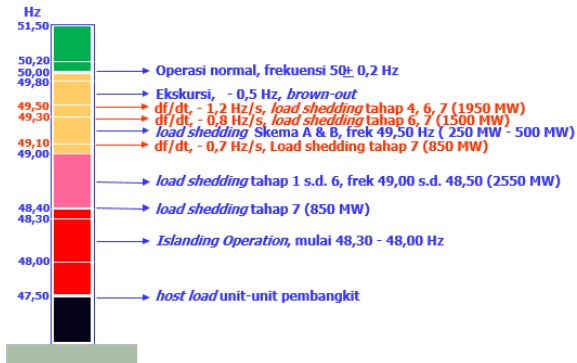 Hz
51,50
50,20
50,00
49,80
49,50
49,30
49,10
49,00
48,40
48,30
48,00
47,50
Operasi normal, frekuensi 50± 0,2 Hz
Ekskursi, - 0,5 Hz, brown-out
df/dt, - 1,2 Hz/s, load shedding tahap 4, 6, 7 (1950 MW)
df/dt, - 0,8 Hz/s, load shedding tahap 6, 7 (1500 MW)
load shedding Skema A & B, frek 49,50 Hz ( 250 MW - 500 MW)
df/dt, - 0,7 Hz/s, Load shedding tahap 7 (850 MW)
load shedding tahap 1 s.d. 6, frek 49,00 s.d. 48,50 (2550 MW)
load shedding tahap 7 (850 MW)
Islanding Operation, mulai 48,30 - 48,00 Hz
host load unit-unit pembangkit